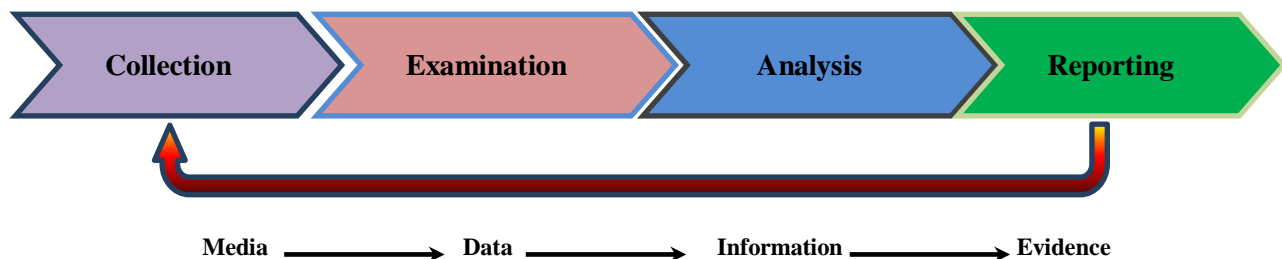 Collection Examination Analysis Reporting
Media Data Information Evidence